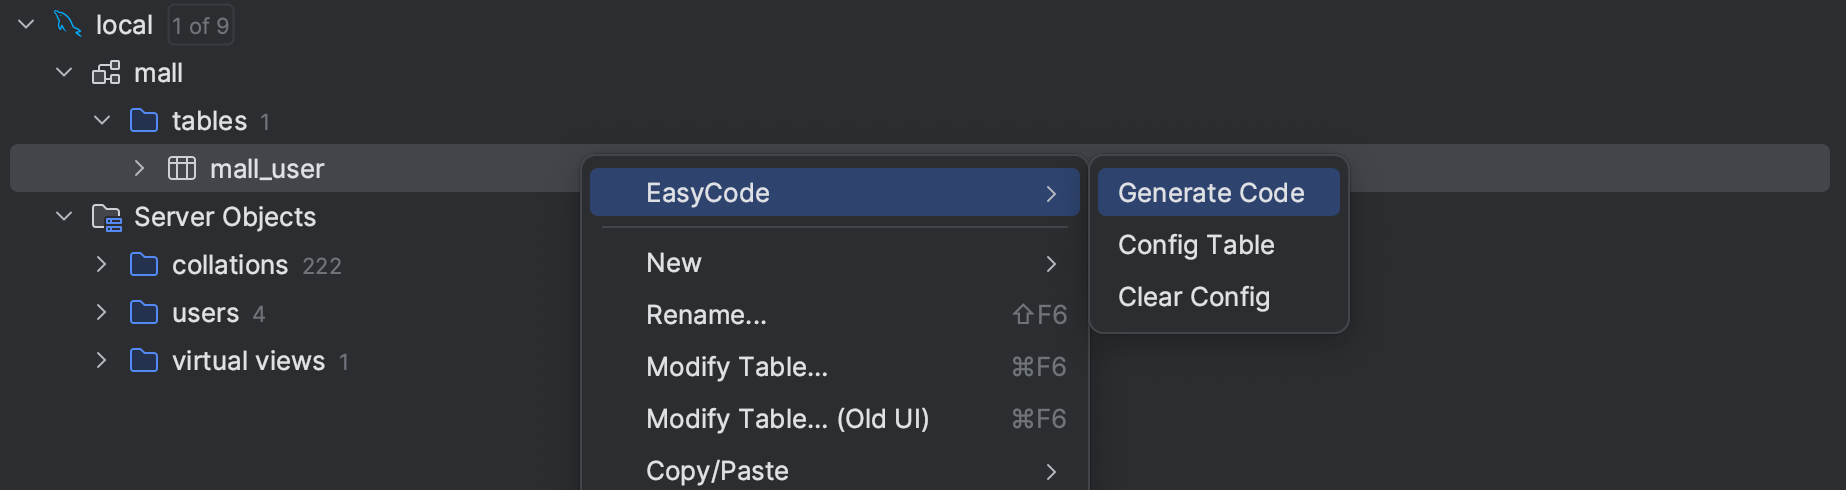 local 1 of 9
mall
tables 1
mall_user
Server Objects
collations 222
users 4
virtual views 1
EasyCode
New
Rename... ⇧F6
Modify Table... ⌘F6
Modify Table... (Old UI) ⌘F6
Copy/Paste
Generate Code
Config Table
Clear Config